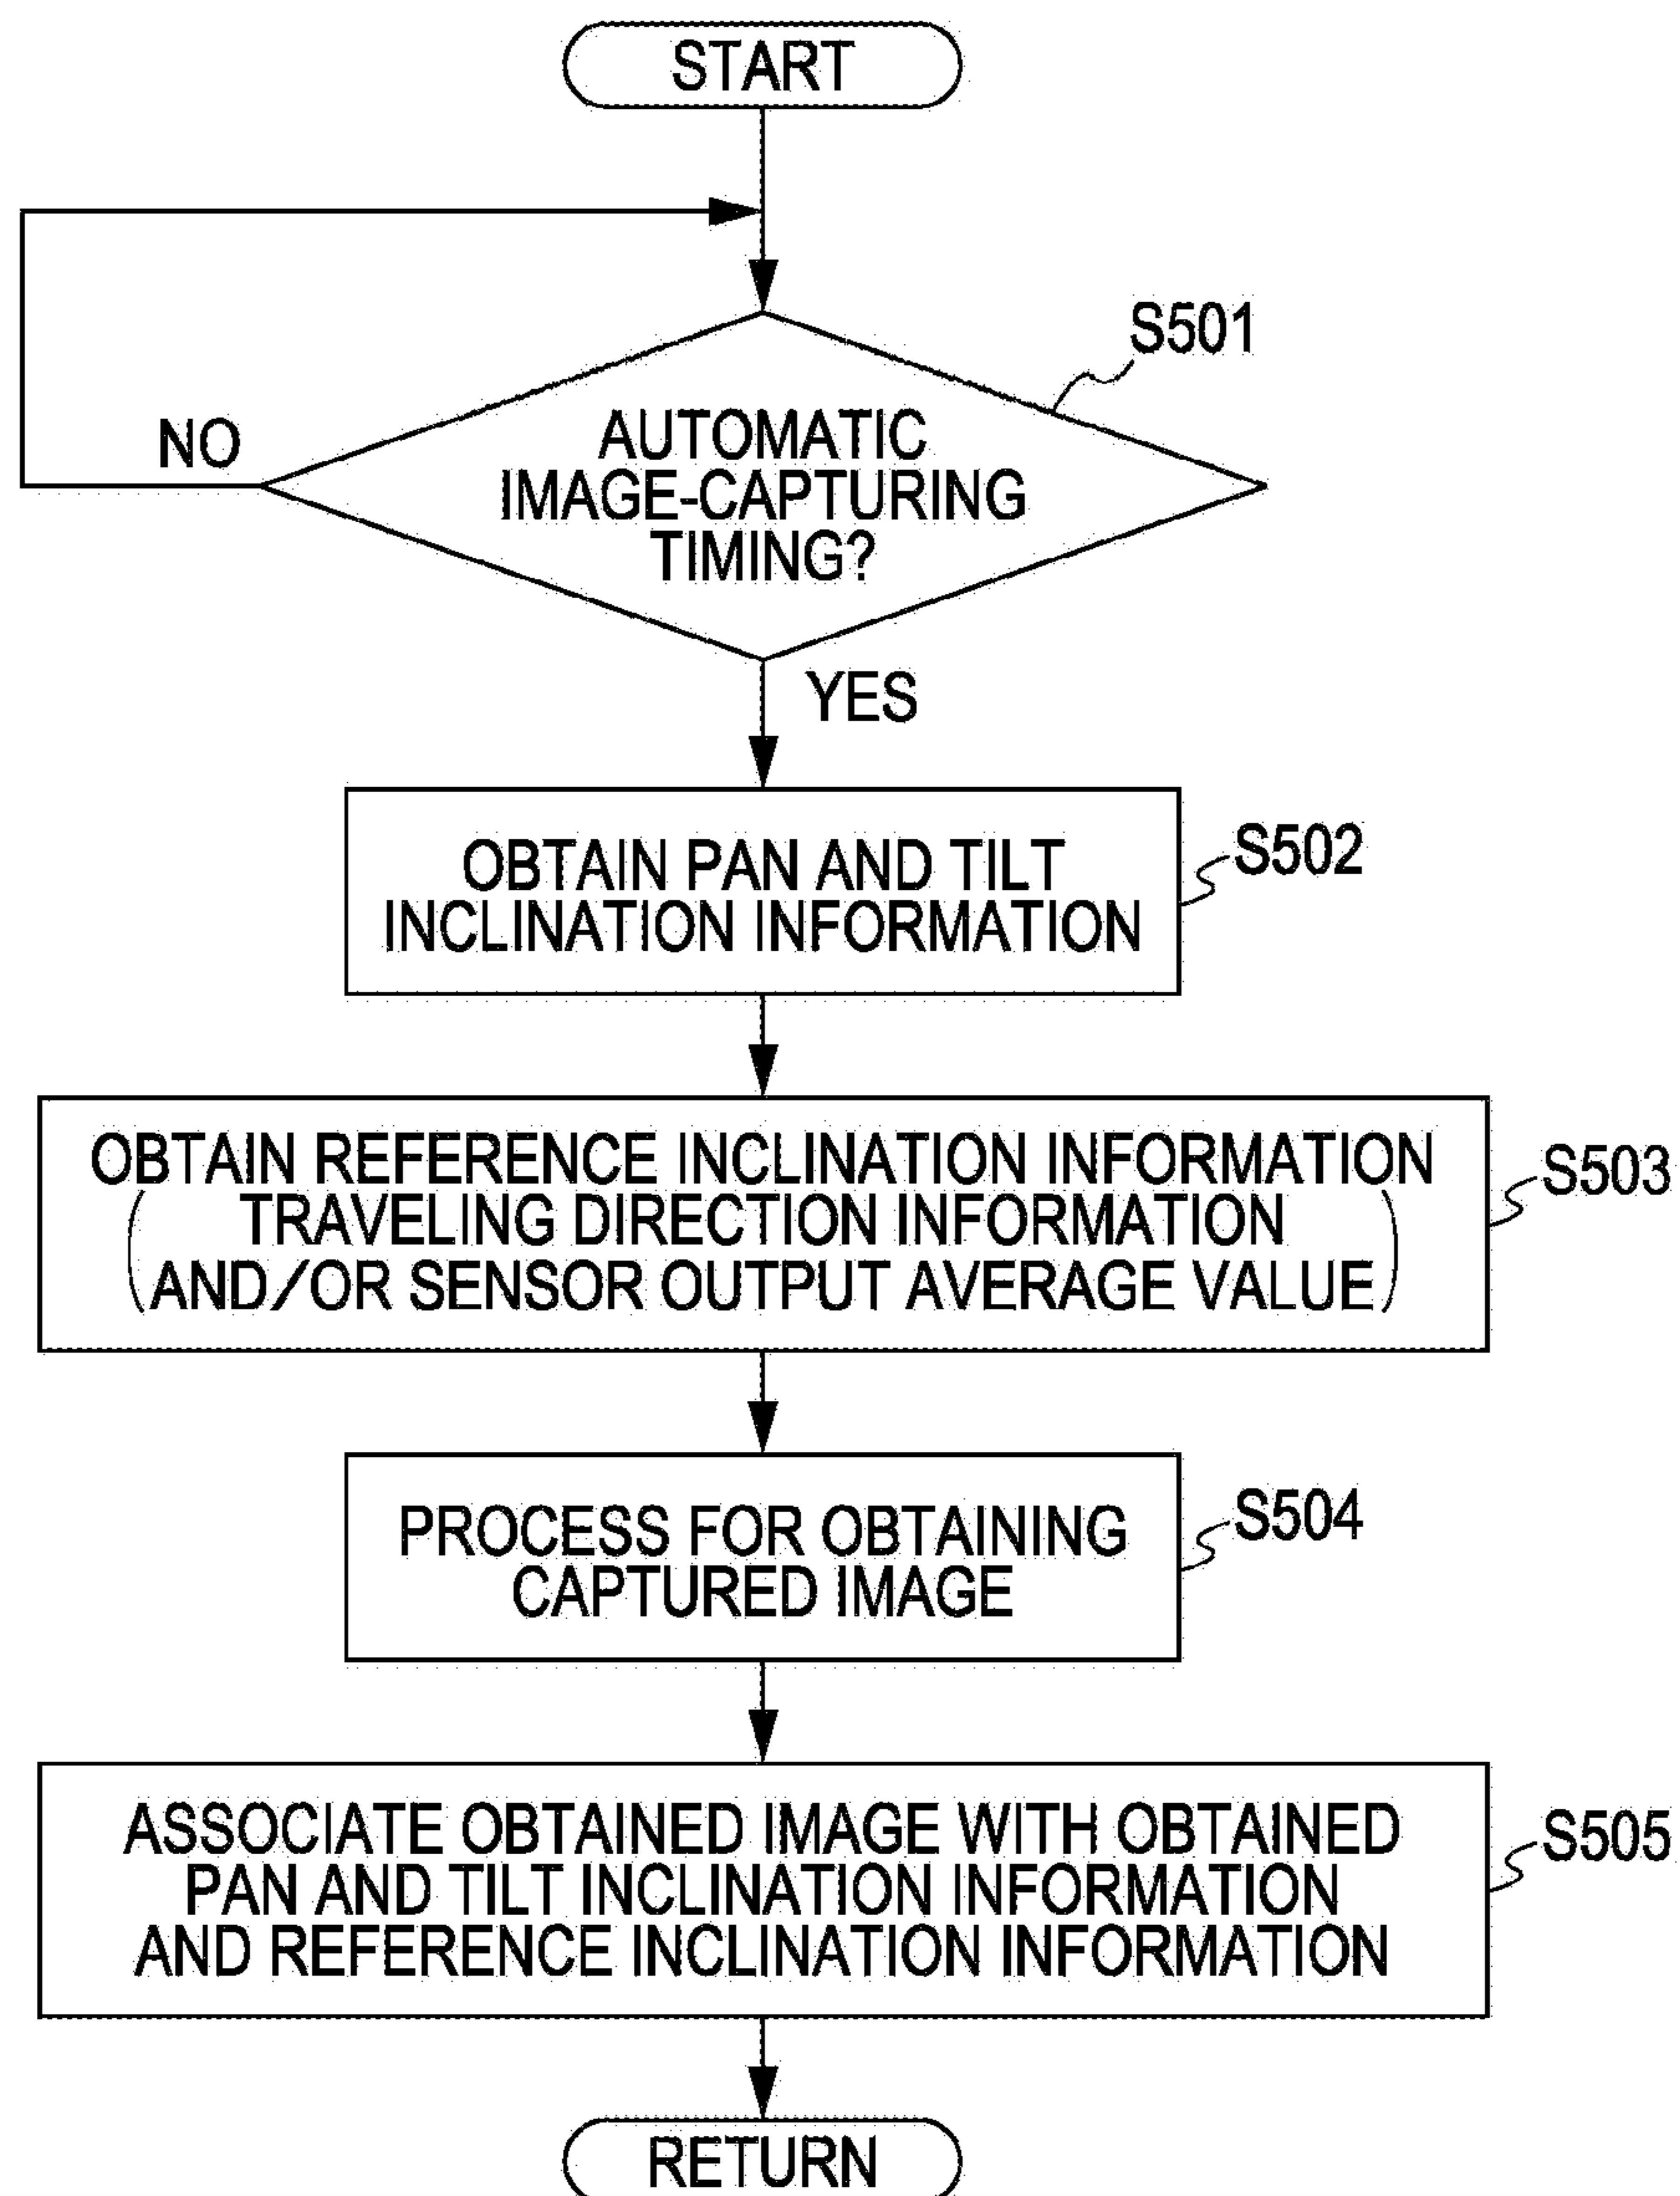 START
S501
NO
AUTOMATIC
IMAGE-CAPTURING
TIMING?
YES
OBTAIN PAN AND TILT
INCLINATION INFORMATION
S502
OBTAIN REFERENCE INCLINATION INFORMATION
(TRAVELING DIRECTION INFORMATION
AND/OR SENSOR OUTPUT AVERAGE VALUE)
S503
PROCESS FOR OBTAINING
CAPTURED IMAGE
S504
ASSOCIATE OBTAINED IMAGE WITH OBTAINED
PAN AND TILT INCLINATION INFORMATION
AND REFERENCE INCLINATION INFORMATION
S505
RETURN